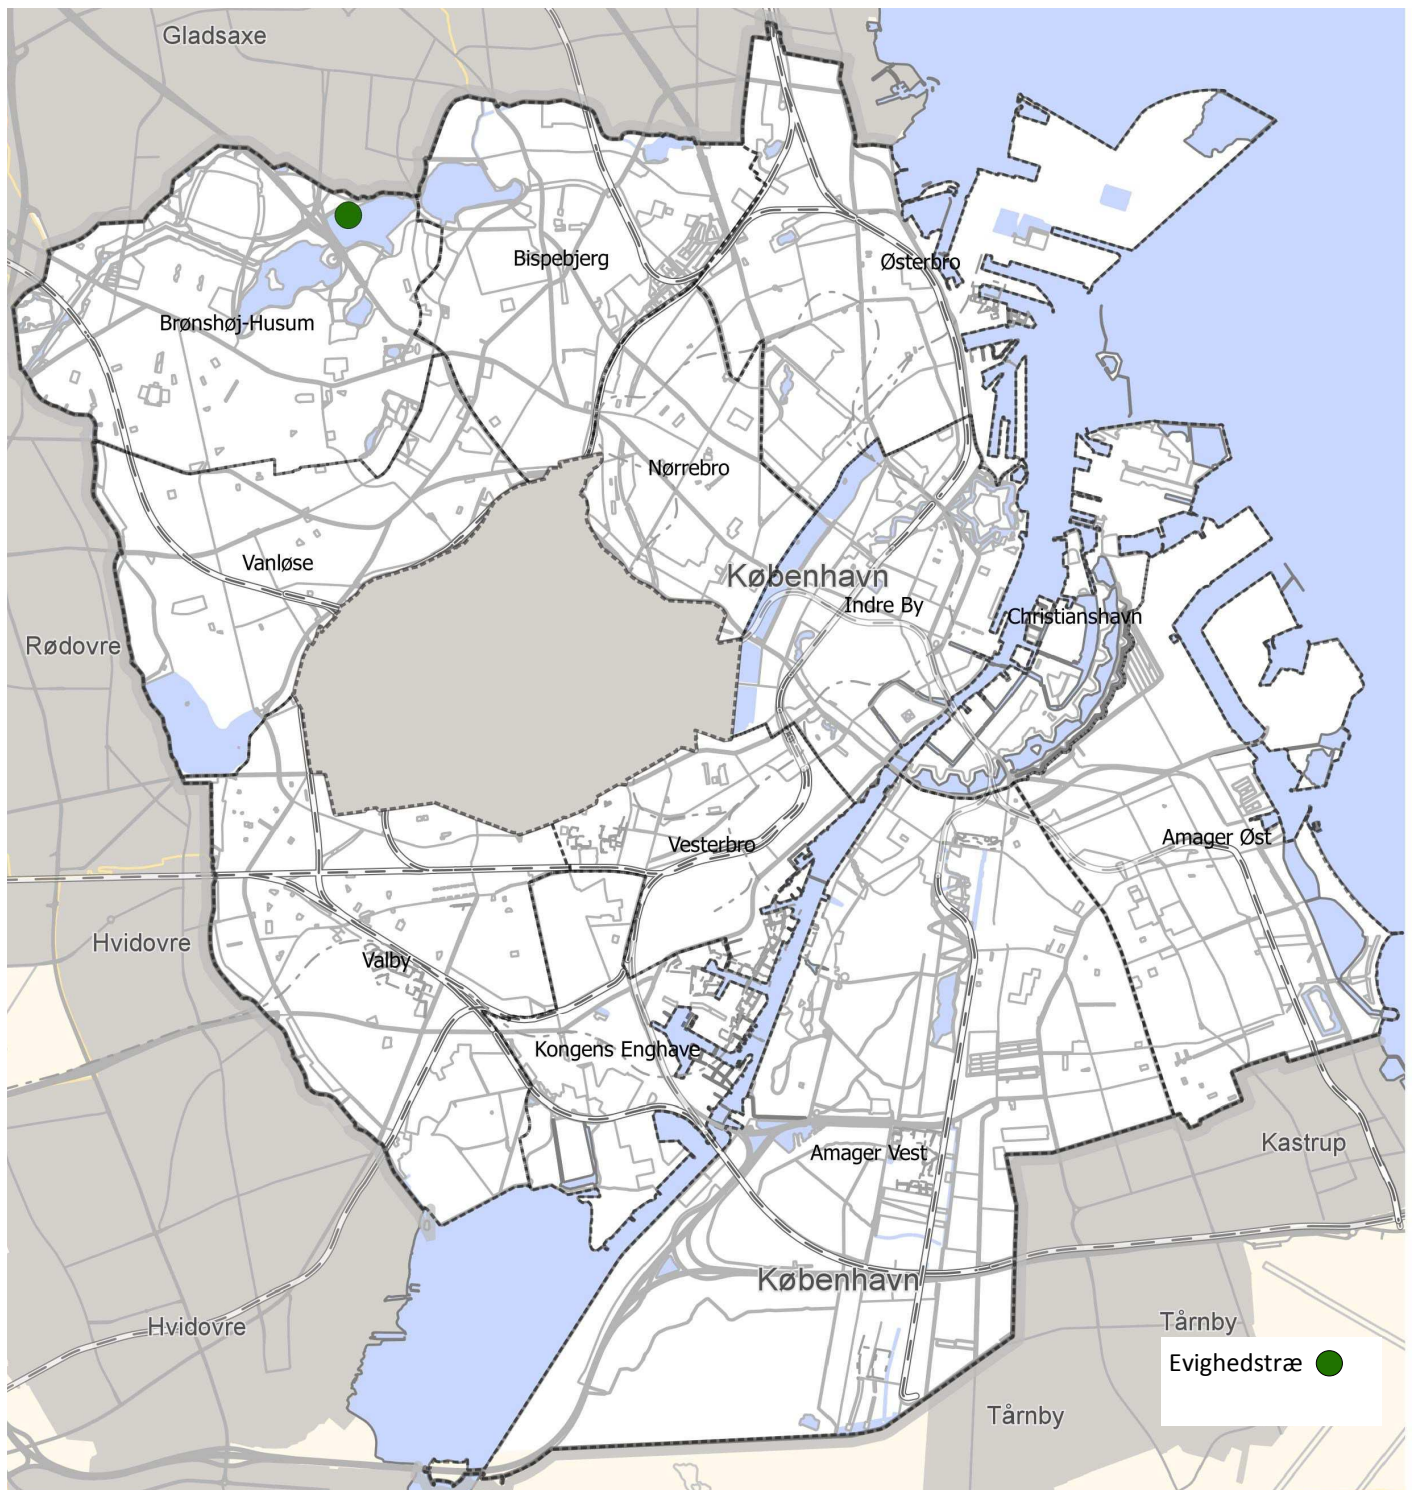 Gladsaxe
Bispebjerg
Østerbro
Brønshøj-Husum
Nørrebro
Vanløse
København
Indre By
Christianshavn
Rødovre
Vesterbro
Amager Øst
Hvidovre
Valby
Kongens Enghave
Amager Vest
Kastrup
København
Hvidovre
Tårnby
Evighedstræ
Tårnby